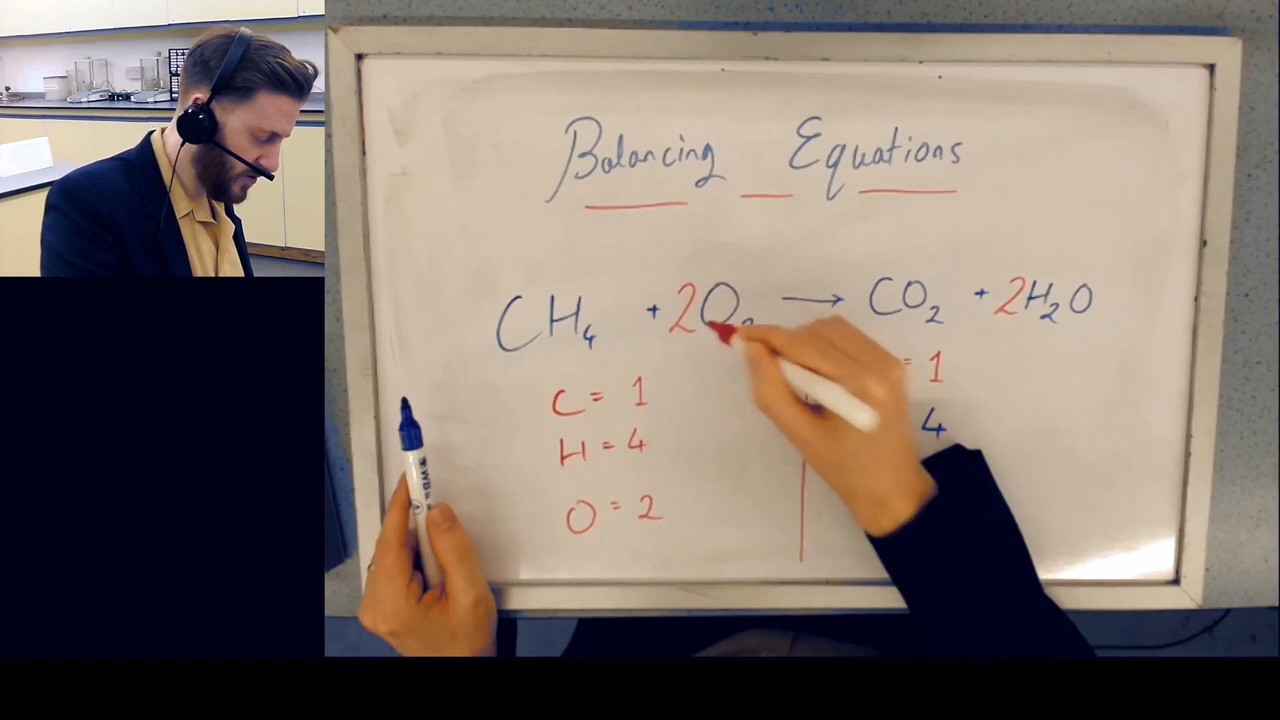 Balancing Equations
CH₄ + 2O₂ → CO₂ + 2H₂O
C = 1
= 1
H = 4
4
O = 2